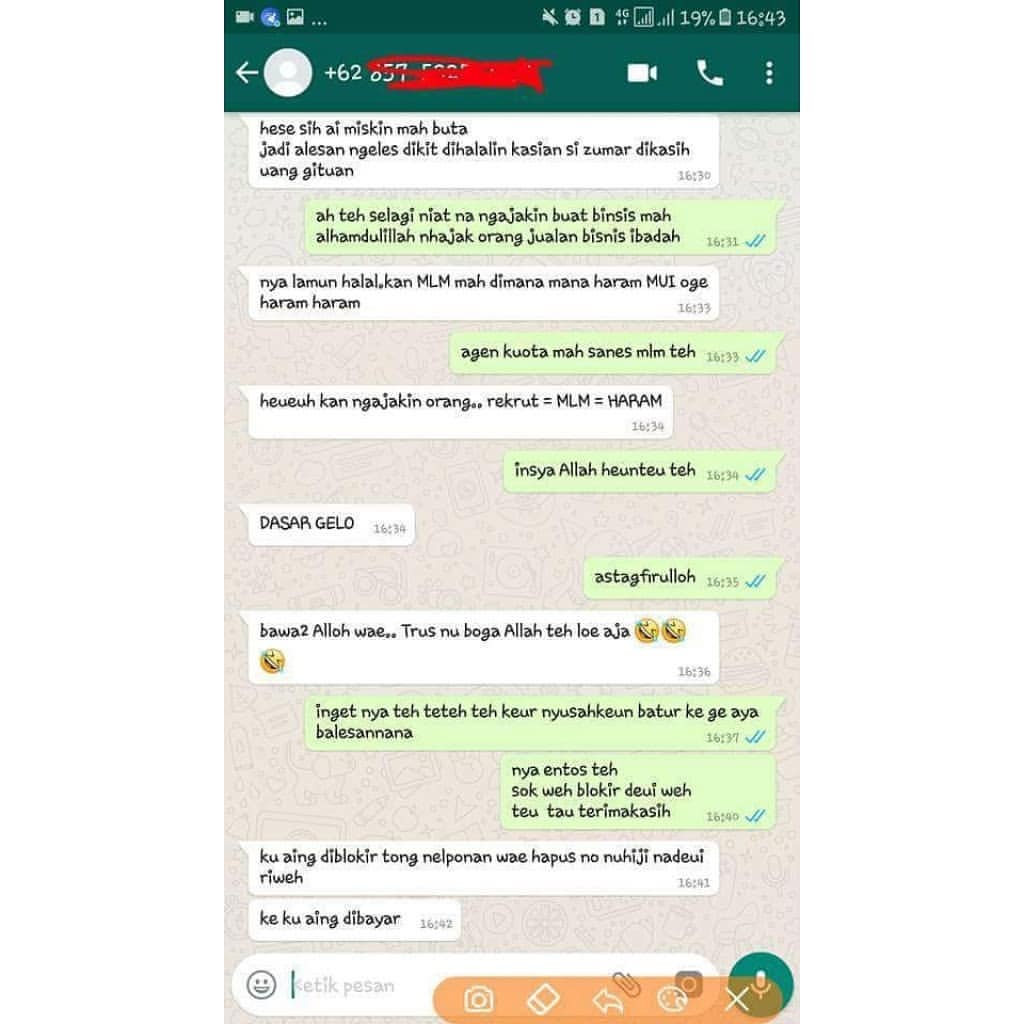 4G 19% 16:43
+62
hese sih ai miskin mah buta
jadi alesan ngeles dikit dihalalin kasian si zumar dikasih
uang gituan
16:30
ah teh selagi niat na ngajakin buat binsis mah
alhamdulillah nhajak orang jualan bisnis ibadah
16:31
nya lamun halal,kan MLM mah dimana mana haram MUI oge
haram haram
16:33
agen kuota mah sanes mlm teh
16:33
heueuh kan ngajakin orang,, rekrut = MLM = HARAM
16:34
insya Allah heunteu teh
16:34
DASAR GELO
16:34
astagfirulloh
16:35
bawa2 Alloh wae,, Trus nu boga Allah teh loe aja 🤣🤣
🤣
16:36
inget nya teh teteh teh keur nyusahkeun batur ke ge aya
balesannana
16:37
nya entos teh
sok weh blokir deui weh
teu tau terimakasih
16:40
ku aing diblokir tong nelponan wae hapus no nuhiji nadeui
riweh
16:41
ke ku aing dibayar
16:42
Ketik pesan